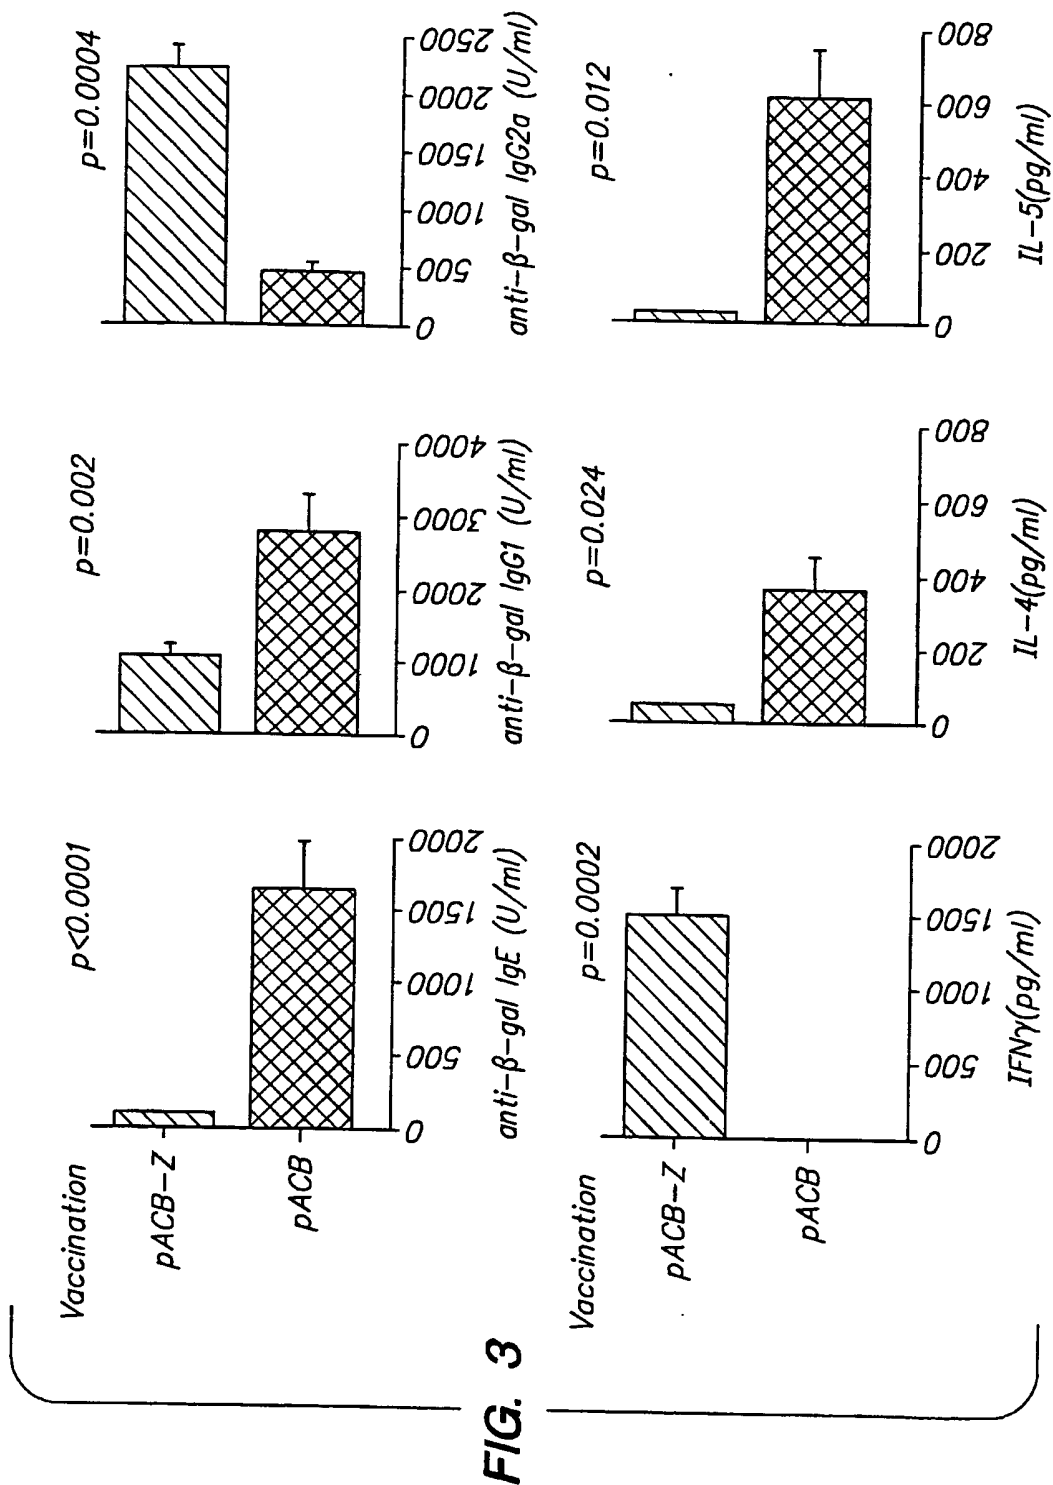 FIG. 3
Vaccination
pACB-Z
pACB
p<0.0001
0 500 1000 1500 2000
anti-β-gal IgE (U/ml)
p=0.002
0 1000 2000 3000 4000
anti-β-gal IgG1 (U/ml)
p=0.0004
0 500 1000 1500 2000 2500
anti-β-gal IgG2a (U/ml)
Vaccination
pACB-Z
pACB
p=0.0002
0 500 1000 1500 2000
IFNγ(pg/ml)
p=0.024
0 200 400 600 800
IL-4(pg/ml)
p=0.012
0 200 400 600 800
IL-5(pg/ml)